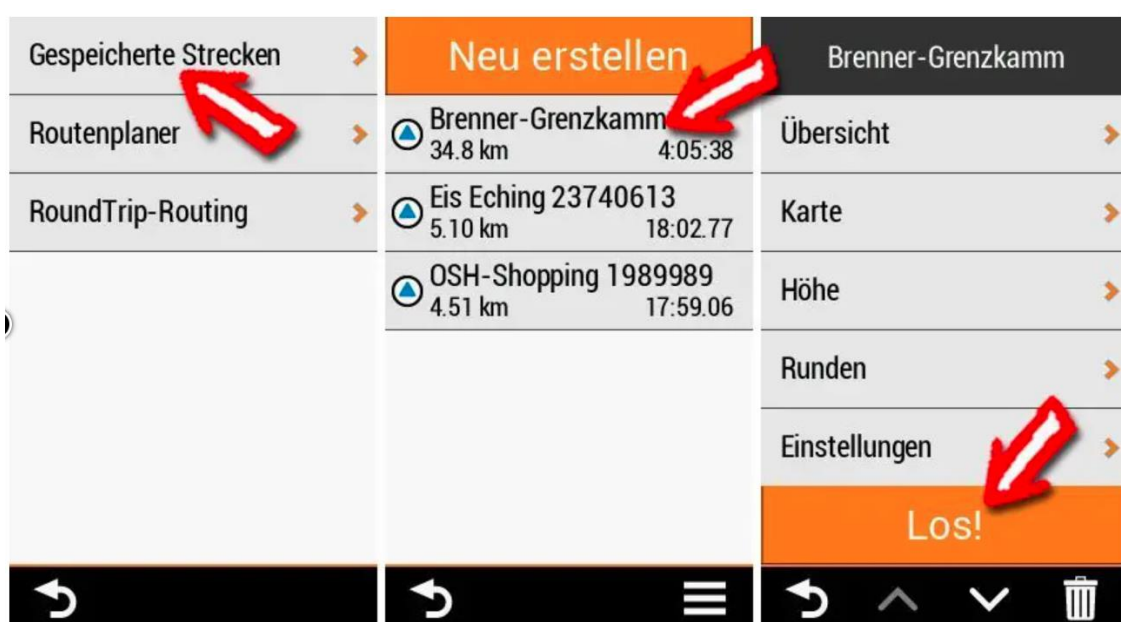 Gespeicherte Strecken
Routenplaner
RoundTrip-Routing
Neu erstellen
Brenner-Grenzkamm
34.8 km 4:05:38
Eis Eching 23740613
5.10 km 18:02.77
OSH-Shopping 1989989
4.51 km 17:59.06
Brenner-Grenzkamm
Übersicht
Karte
Höhe
Runden
Einstellungen
Los!